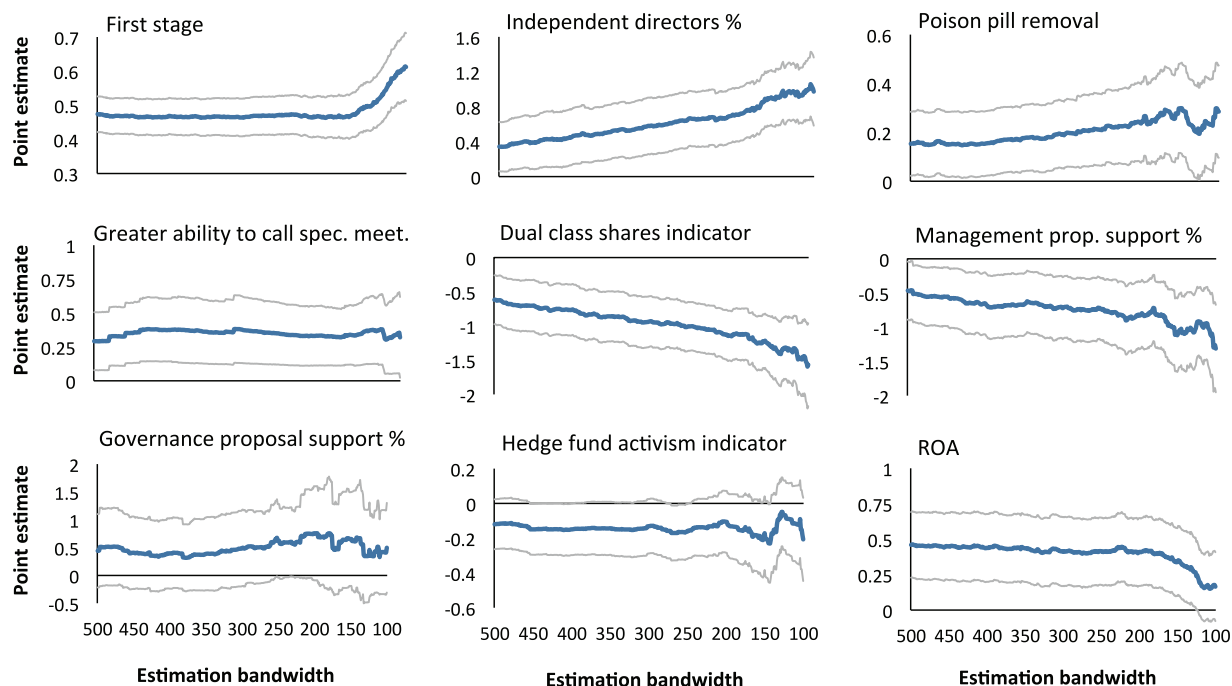 First stage
Point estimate
0.7
0.6
0.5
0.4
0.3
Independent directors %
1.6
1.2
0.8
0.4
0
Poison pill removal
0.6
0.4
0.2
0
Greater ability to call spec. meet.
Point estimate
1
0.75
0.5
0.25
0
Dual class shares indicator
0
-0.5
-1
-1.5
-2
Management prop. support %
0
-0.5
-1
-1.5
-2
Governance proposal support %
Point estimate
2
1.5
1
0.5
0
-0.5
500 450 400 350 300 250 200 150 100
Estimation bandwidth
Hedge fund activism indicator
0.2
0
-0.2
-0.4
-0.6
500 450 400 350 300 250 200 150 100
Estimation bandwidth
ROA
1
0.75
0.5
0.25
0
500 450 400 350 300 250 200 150 100
Estimation bandwidth